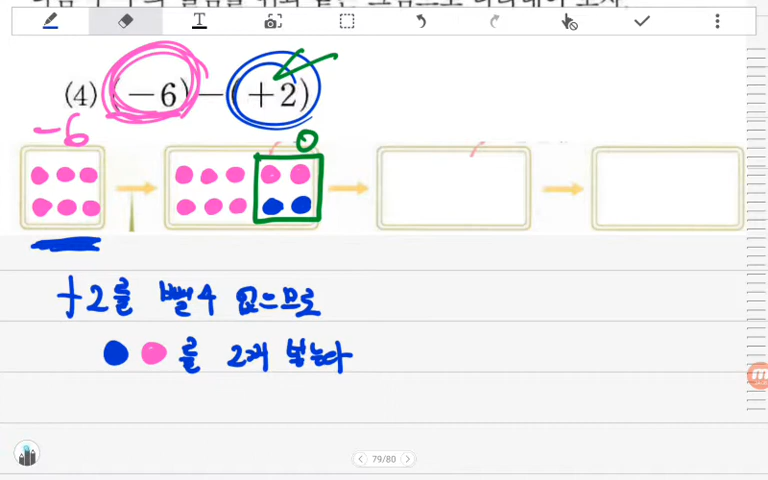 (4) (-6)-(+2)
-6
0
+2를 뺄수 없으므로
를 2개 넣는다
79/80